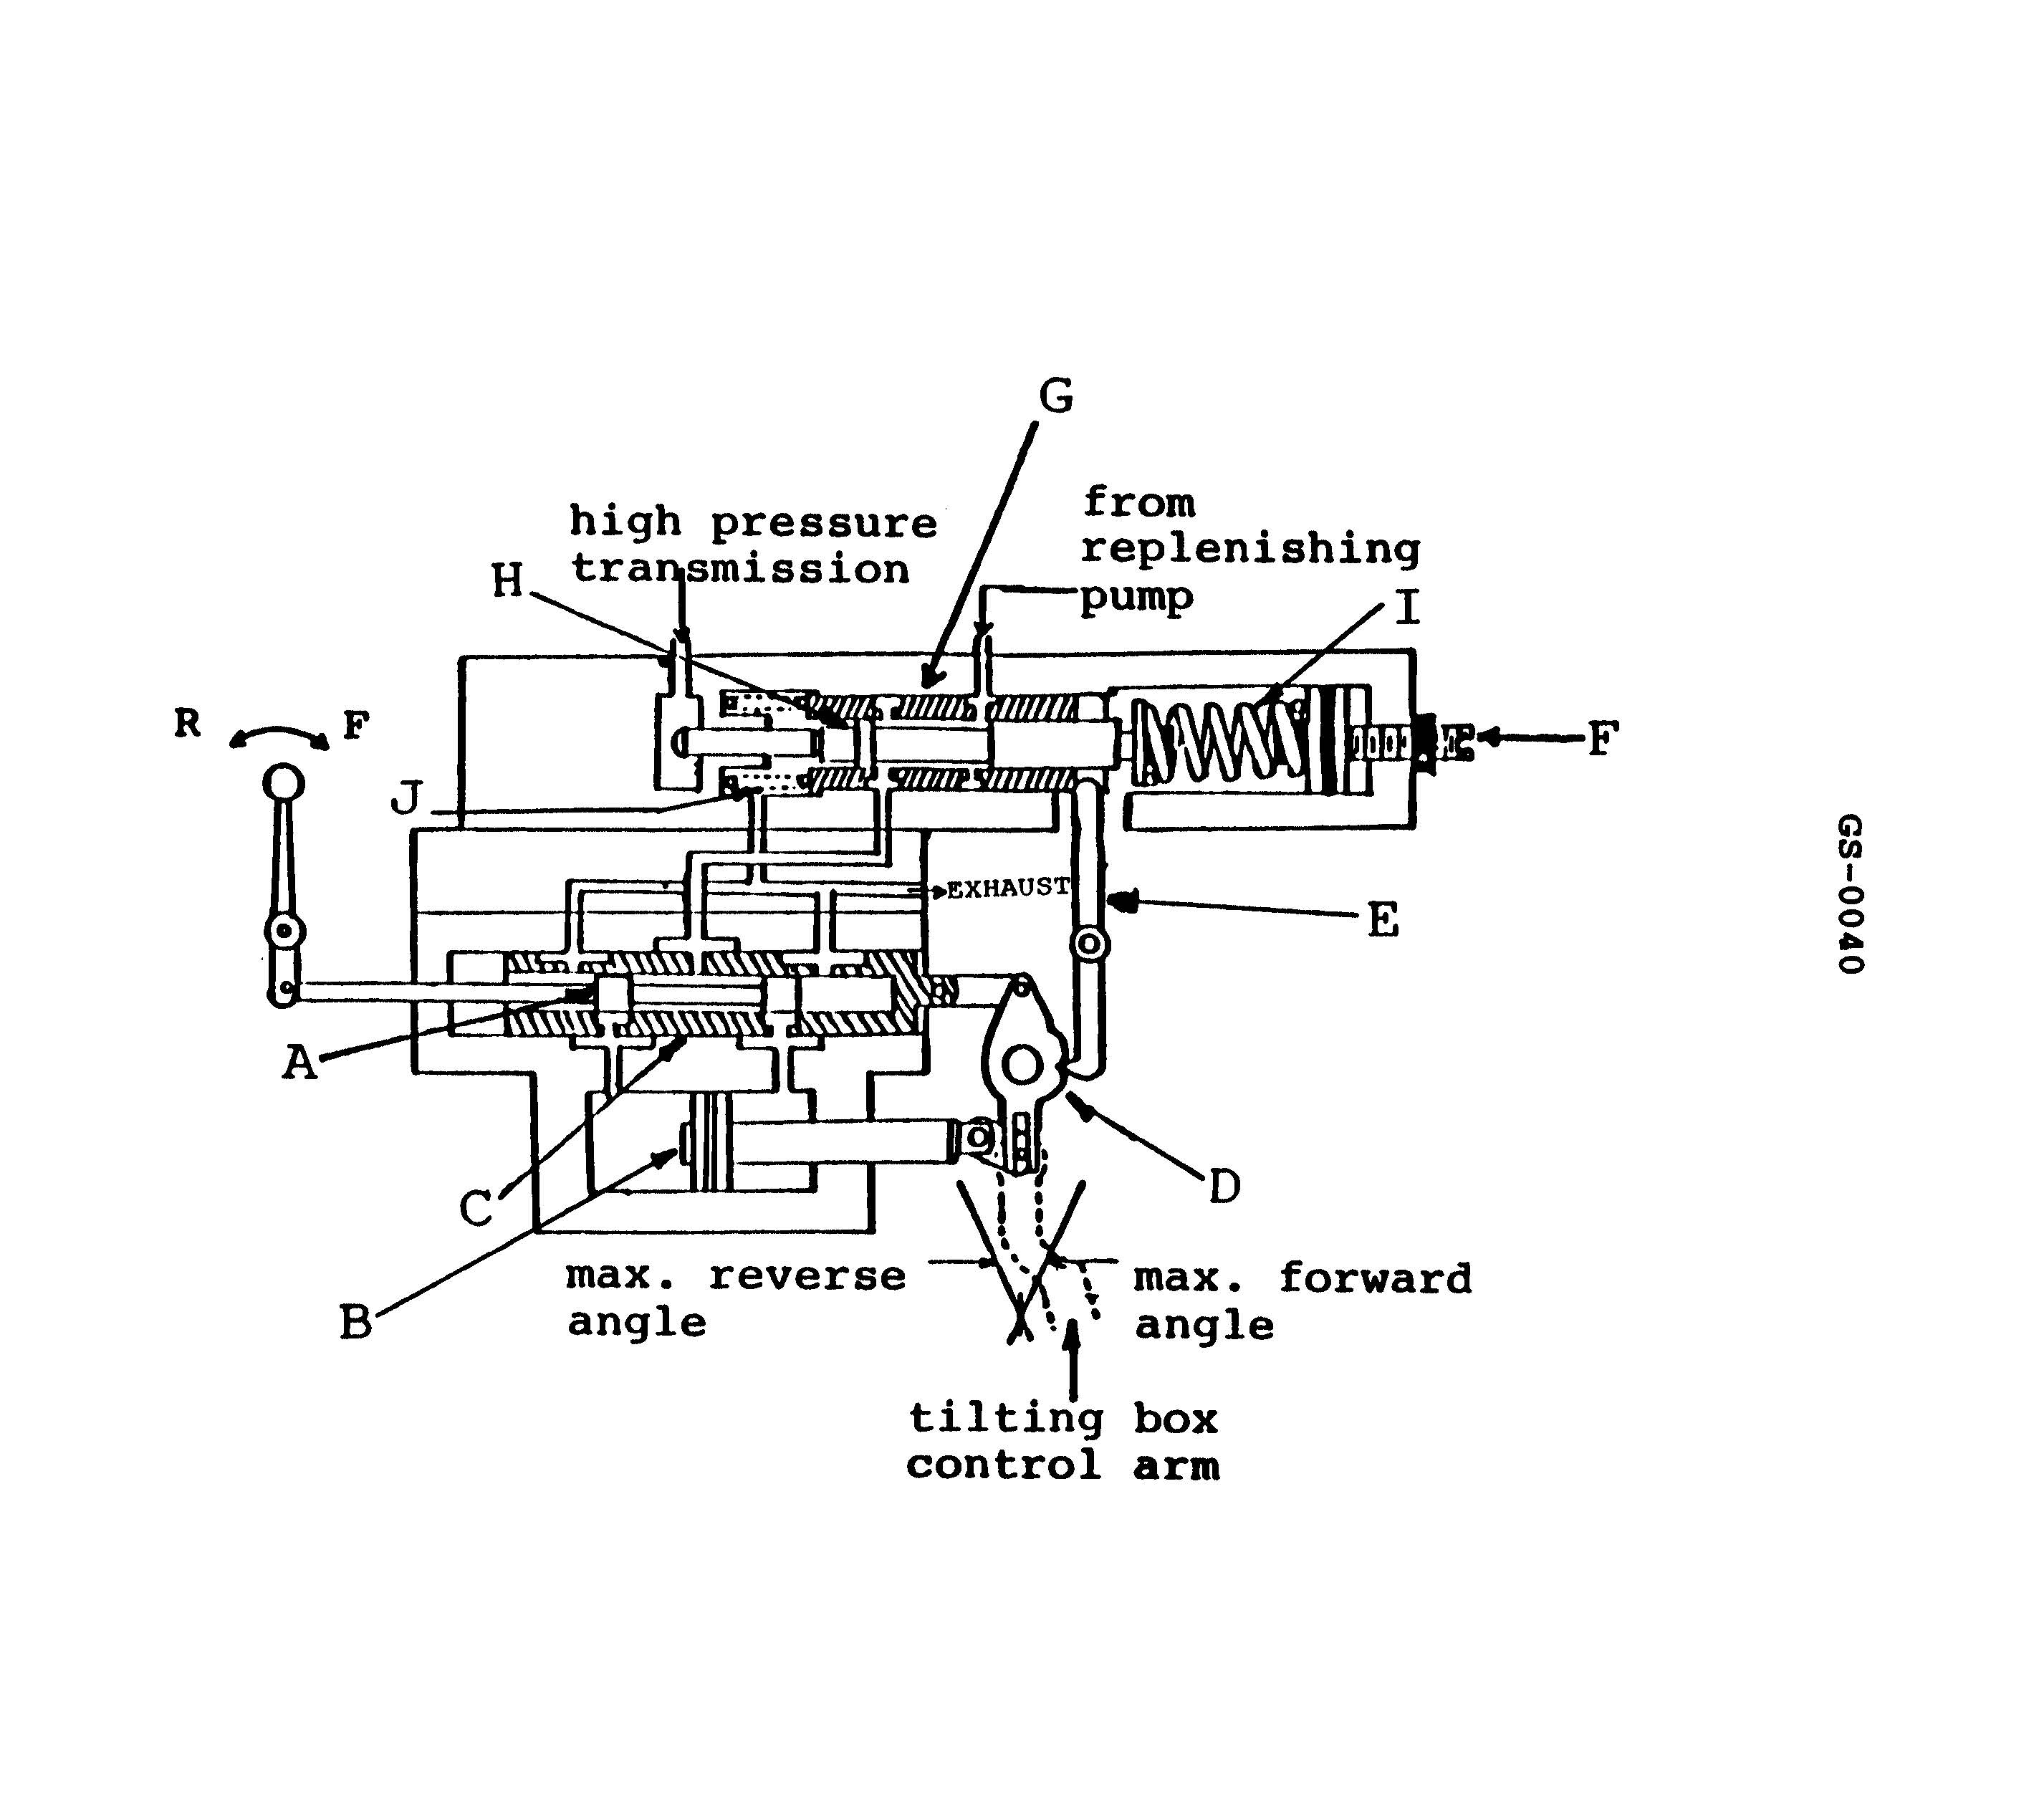 G
high pressure
transmission
from
replenishing
pump
H
I
R
F
F
J
EXHAUST
E
GS-0040
A
D
C
B
max. reverse
angle
max. forward
angle
tilting box
control arm